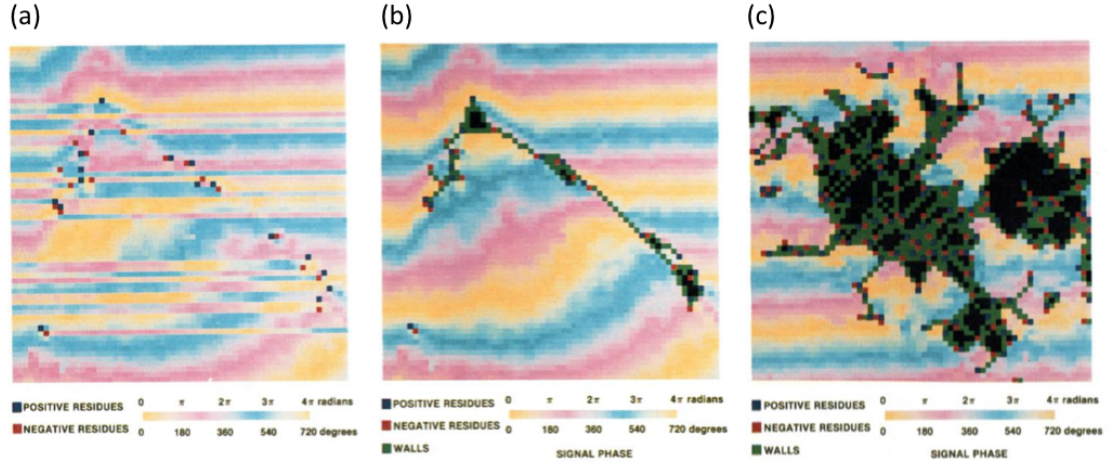 (a)
(b)
(c)
0 π 2π 3π 4π radians
POSITIVE RESIDUES
NEGATIVE RESIDUES
0 180 360 540 720 degrees
0 π 2π 3π 4π radians
POSITIVE RESIDUES
NEGATIVE RESIDUES
0 180 360 540 720 degrees
WALLS
SIGNAL PHASE
0 π 2π 3π 4π radians
POSITIVE RESIDUES
NEGATIVE RESIDUES
0 180 360 540 720 degrees
WALLS
SIGNAL PHASE